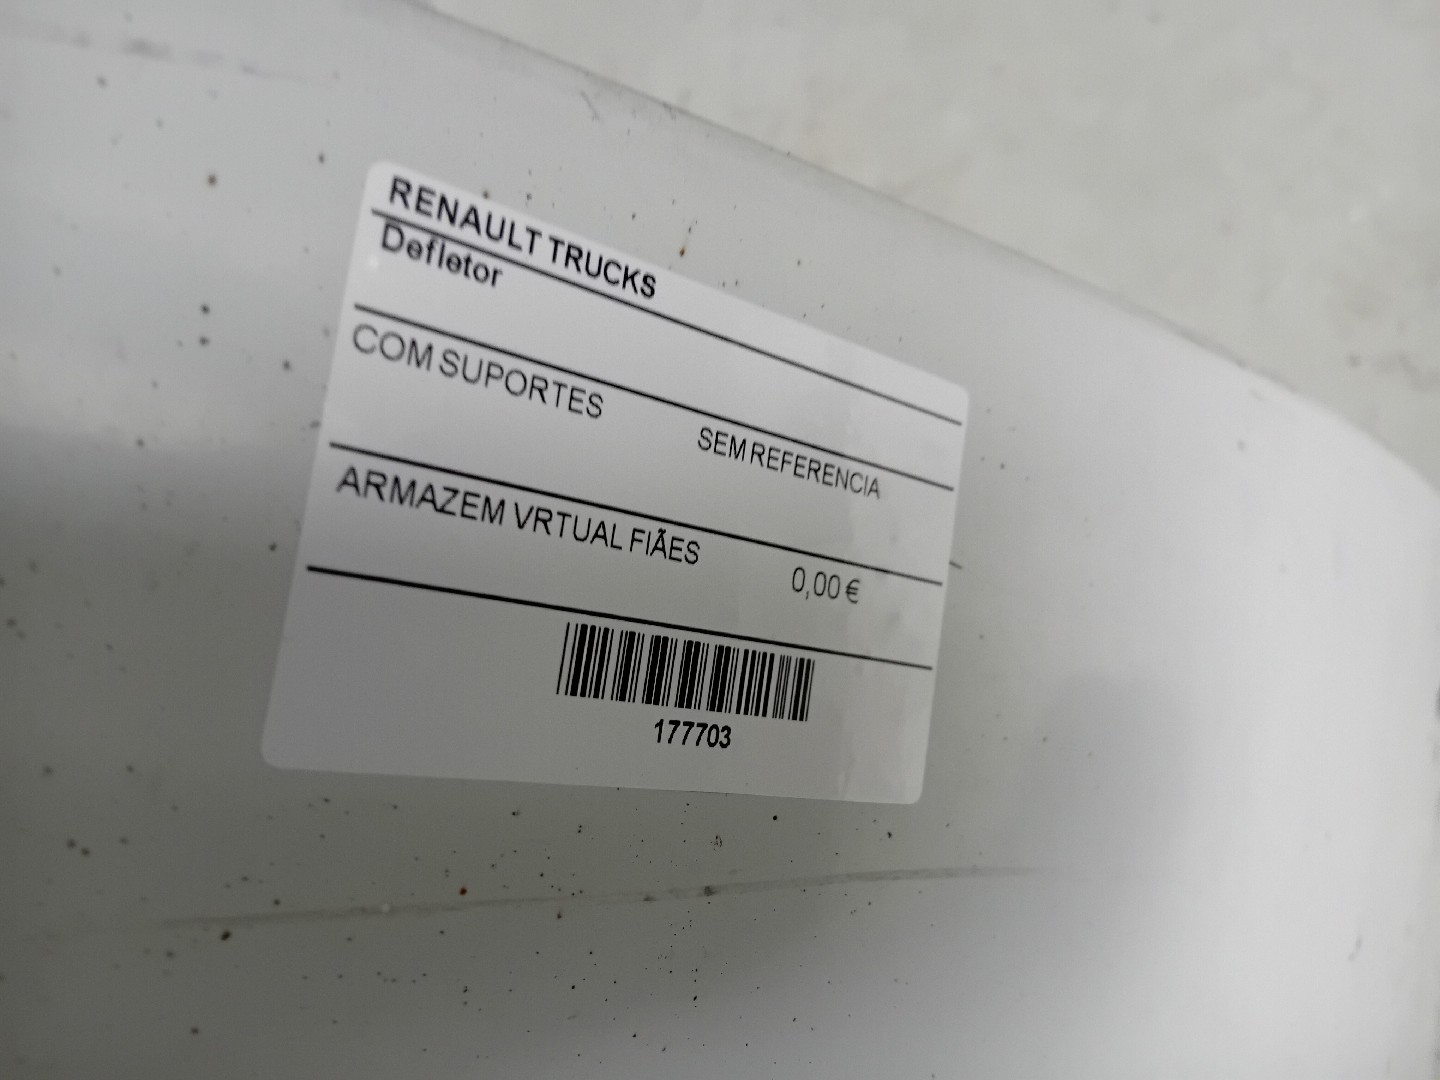 RENAULT TRUCKS
Defletor
COM SUPORTES
SEM REFERENCIA
ARMAZEM VRTUAL FIÃES
0,00 €
177703